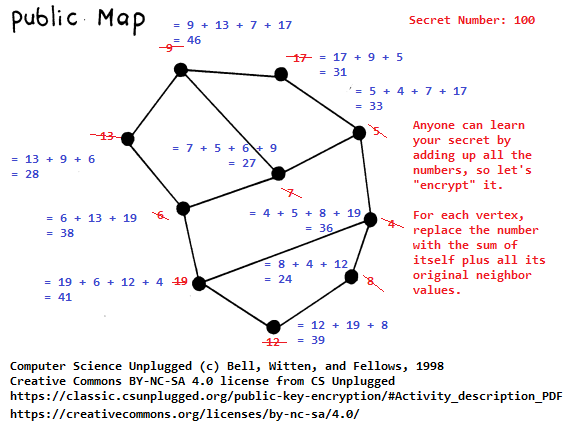 public Map
Secret Number: 100
= 9 + 13 + 7 + 17
= 46
9
17 = 17 + 9 + 5
= 31
= 5 + 4 + 7 + 17
= 33
5
13
= 13 + 9 + 6
= 28
= 7 + 5 + 6 + 9
= 27
7
Anyone can learn
your secret by
adding up all the
numbers, so let's
"encrypt" it.
For each vertex,
replace the number
with the sum of
itself plus all its
original neighbor
values.
6
= 6 + 13 + 19
= 38
= 4 + 5 + 8 + 19
= 36
4
= 19 + 6 + 12 + 4
= 41
19
= 8 + 4 + 12
= 24
8
= 12 + 19 + 8
= 39
12
Computer Science Unplugged (c) Bell, Witten, and Fellows, 1998
Creative Commons BY-NC-SA 4.0 license from CS Unplugged
https://classic.csunplugged.org/public-key-encryption/#Activity_description_PDF
https://creativecommons.org/licenses/by-nc-sa/4.0/